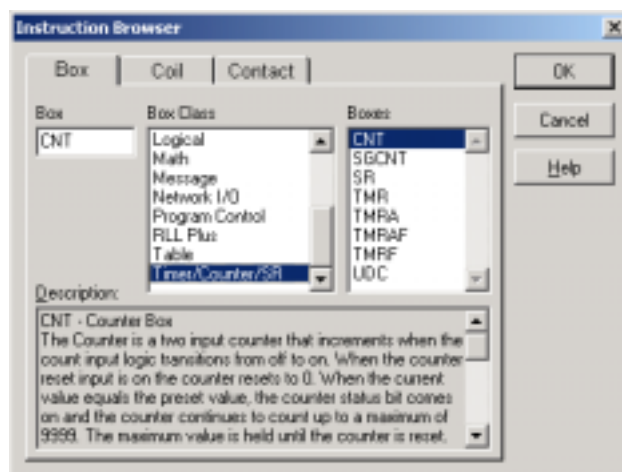 Instruction Browser
Box Coil Contact
OK
Cancel
Help
Box
CNT
Box Class
Logical
Math
Message
Network I/O
Program Control
RLL Plus
Table
Timer/Counter/SR
Boxes
CNT
SGCNT
SR
TMR
TMRA
TMRAF
TMRF
UDC
Description:
CNT - Counter Box
The Counter is a two input counter that increments when the
count input logic transitions from off to on. When the counter
reset input is on the counter resets to 0. When the current
value equals the preset value, the counter status bit comes
on and the counter continues to count up to a maximum of
9999. The maximum value is held until the counter is reset.